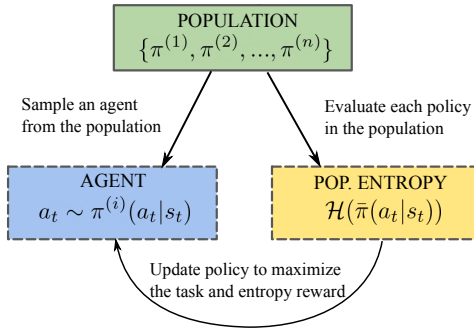 POPULATION
{π^{(1)}, π^{(2)}, ..., π^{(n)}}
Sample an agent
from the population
Evaluate each policy
in the population
AGENT
a_t ∼ π^{(i)}(a_t|s_t)
POP. ENTROPY
ℋ(π̄(a_t|s_t))
Update policy to maximize
the task and entropy reward